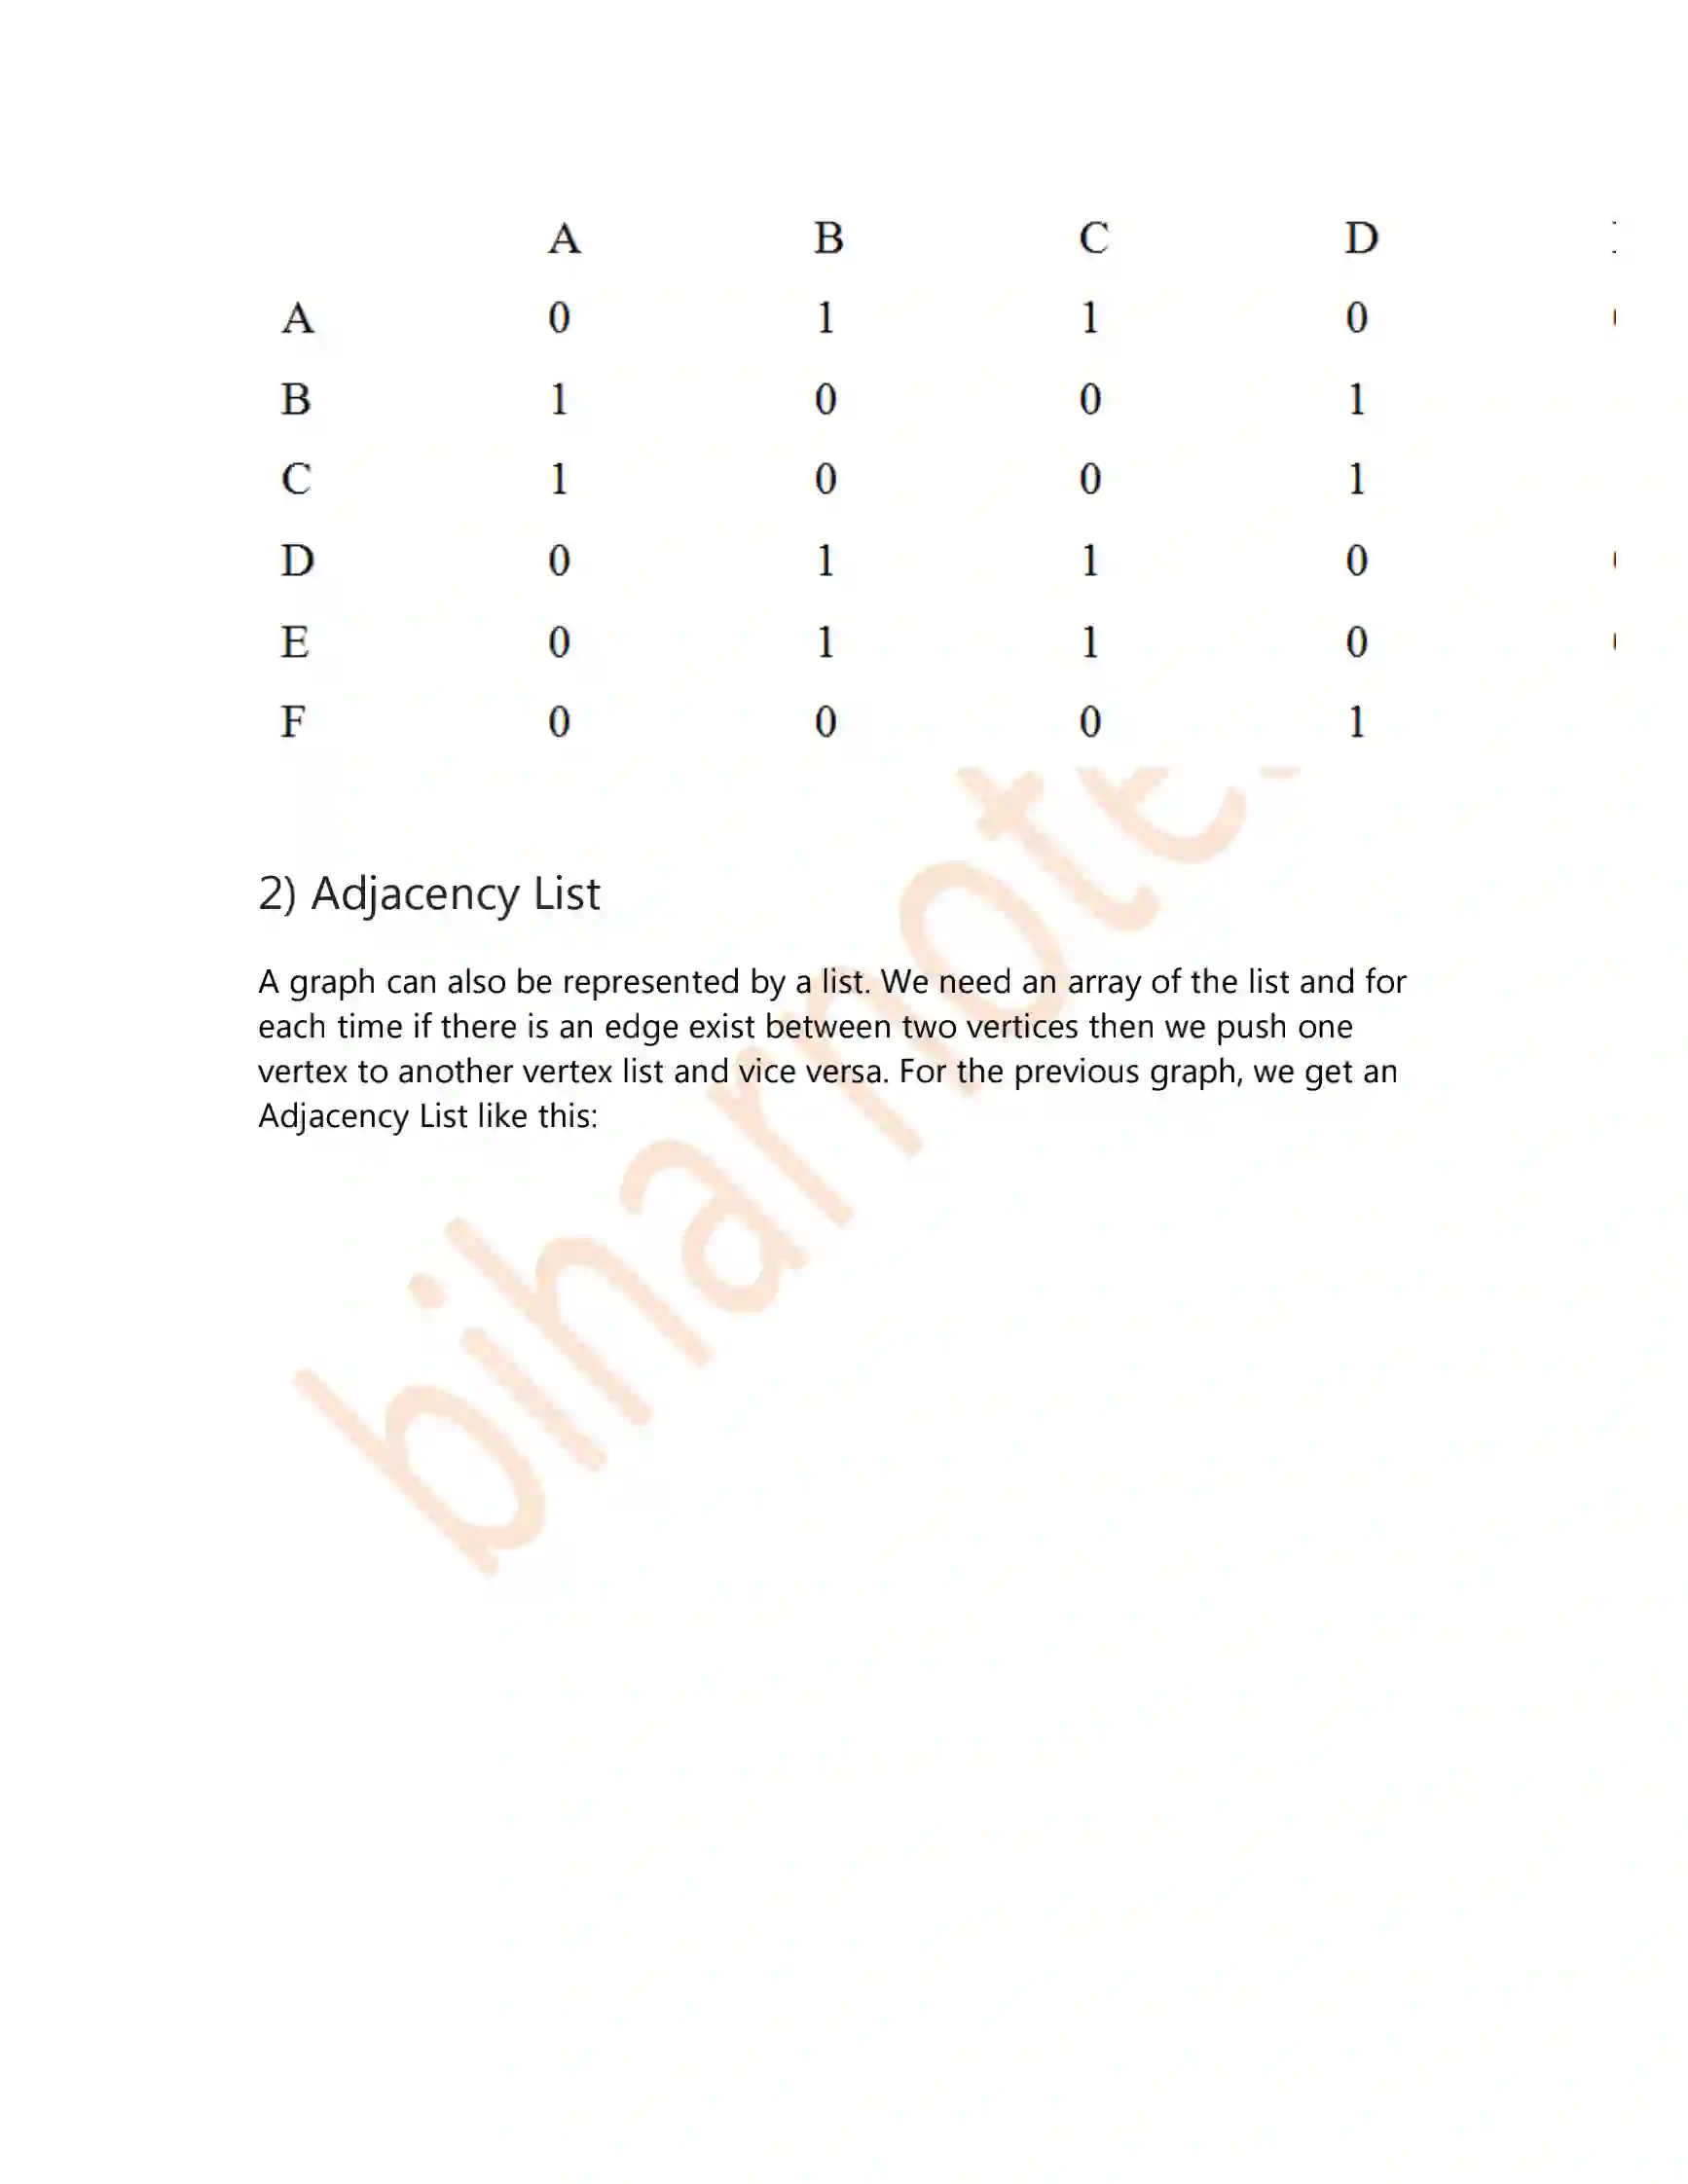 A B C D
A 0 1 1 0
B 1 0 0 1
C 1 0 0 1
D 0 1 1 0
E 0 1 1 0
F 0 0 0 1
2) Adjacency List
A graph can also be represented by a list. We need an array of the list and for
each time if there is an edge exist between two vertices then we push one
vertex to another vertex list and vice versa. For the previous graph, we get an
Adjacency List like this:
biharnote